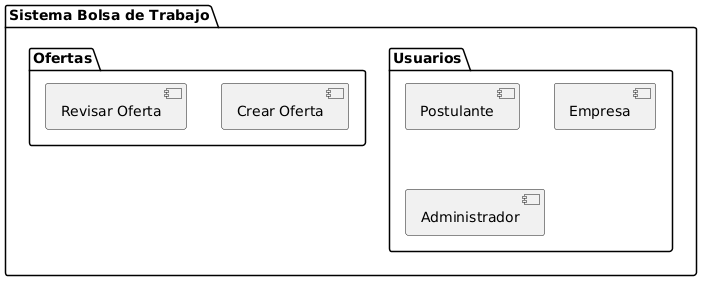 Sistema Bolsa de Trabajo
Ofertas
Revisar Oferta
Crear Oferta
Usuarios
Postulante
Empresa
Administrador